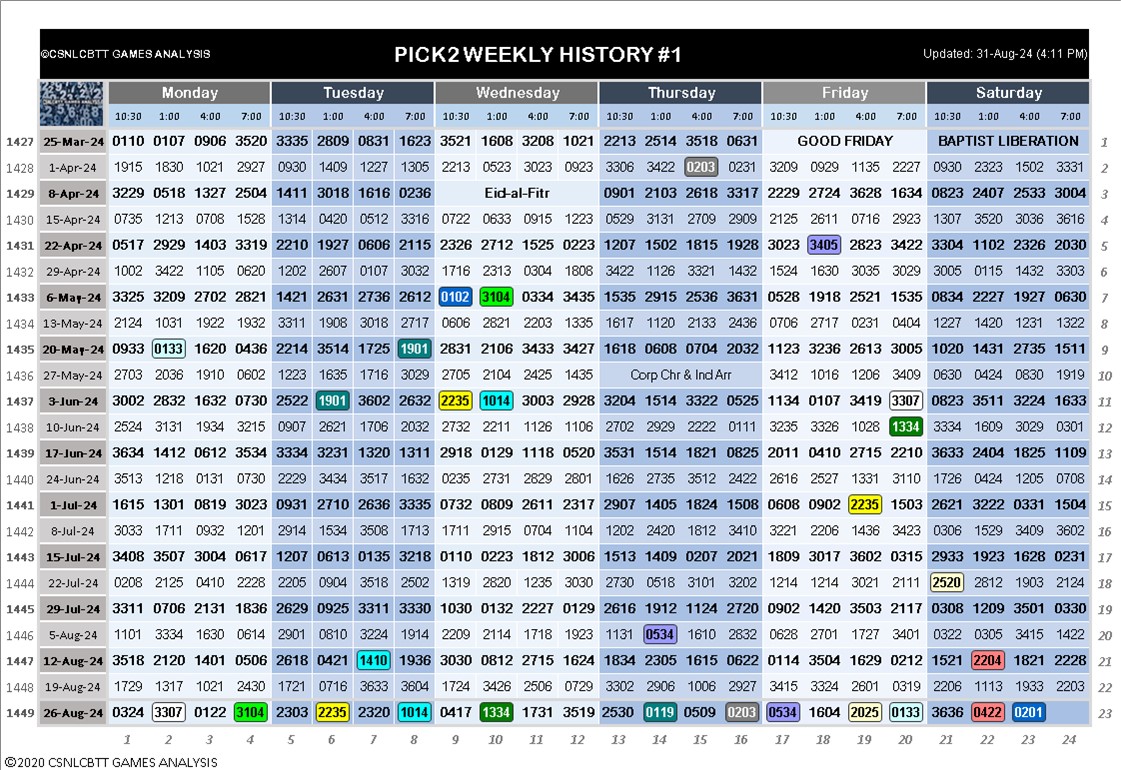 ©CSNLCBTT GAMES ANALYSIS PICK2 WEEKLY HISTORY #1 Updated: 31-Aug-24 (4:11 PM)
Monday Tuesday Wednesday Thursday Friday Saturday
10:30 1:00 4:00 7:00 10:30 1:00 4:00 7:00 10:30 1:00 4:00 7:00 10:30 1:00 4:00 7:00 10:30 1:00 4:00 7:00 10:30 1:00 4:00 7:00
1427 25-Mar-24 0110 0107 0906 3520 3335 2809 0831 1623 3521 1608 3208 1021 2213 2514 3518 0631 GOOD FRIDAY BAPTIST LIBERATION 1
1428 1-Apr-24 1915 1830 1021 2927 0930 1409 1227 1305 2213 0523 3023 0923 3306 3422 0203 0231 3209 0929 1135 2227 0930 2323 1502 3331 2
1429 8-Apr-24 3229 0518 1327 2504 1411 3018 1616 0236 Eid-al-Fitr 0901 2103 2618 3317 2229 2724 3628 1634 0823 2407 2533 3004 3
1430 15-Apr-24 0735 1213 0708 1528 1314 0420 0512 3316 0722 0633 0915 1223 0529 3131 2709 2909 2125 2611 0716 2923 1307 3520 3036 3616 4
1431 22-Apr-24 0517 2929 1403 3319 2210 1927 0606 2115 2326 2712 1525 0223 1207 1502 1815 1928 3023 3405 2823 3422 3304 1102 2326 2030 5
1432 29-Apr-24 1002 3422 1105 0620 1202 2607 0107 3032 1716 2313 0304 1808 3422 1126 3321 1432 1524 1630 3035 3029 3005 0115 1432 3303 6
1433 6-May-24 3325 3209 2702 2821 1421 2631 2736 2612 0102 3104 0334 3435 1535 2915 2536 3631 0528 1918 2521 1535 0834 2227 1927 0630 7
1434 13-May-24 2124 1031 1922 1932 3311 1908 3018 2717 0606 2821 2203 1335 1617 1120 2133 2436 0706 2717 0231 0404 1227 1420 1231 1322 8
1435 20-May-24 0933 0133 1620 0436 2214 3514 1725 1901 2831 2106 3433 3427 1618 0608 0704 2032 1123 3236 2613 3005 1020 1431 2735 1511 9
1436 27-May-24 2703 2036 1910 0602 1223 1635 1716 3029 2705 2104 2425 1435 Corp Chr & Ind Arr 3412 1016 1206 3409 0630 0424 0830 1919 10
1437 3-Jun-24 3002 2832 1632 0730 2522 1901 3602 2632 2235 1014 3003 2928 3204 1514 3322 0525 1134 0107 3419 3307 0823 3511 3224 1633 11
1438 10-Jun-24 2524 3131 1934 3215 0907 2621 1706 2032 2732 2211 1126 1106 2702 2929 2222 0111 3235 3326 1028 1334 3334 1609 3029 0301 12
1439 17-Jun-24 3634 1412 0612 3534 3334 3231 1320 1311 2918 0129 1118 0520 3531 1514 1821 0825 2011 0410 2715 2210 3633 2404 1825 1109 13
1440 24-Jun-24 3513 1218 0131 0730 2229 3434 3517 1632 0235 2731 2829 2801 1626 2735 3512 2422 2616 2527 1331 3110 1726 0424 1205 0708 14
1441 1-Jul-24 1615 1301 0819 3023 0931 2710 2636 3335 0732 0809 2611 2317 2907 1405 1824 1508 0608 0902 2235 1503 2621 3222 0331 1504 15
1442 8-Jul-24 3033 1711 0932 1201 2914 1534 3508 1713 1711 2915 0704 1104 1202 2420 1812 3410 3221 2206 1436 3423 0306 1529 3409 3602 16
1443 15-Jul-24 3408 3507 3004 0617 1207 0613 0135 3218 0110 0223 1812 3006 1513 1409 0207 2021 1809 3017 3602 0315 2933 1923 1628 0231 17
1444 22-Jul-24 0208 2125 0410 2228 2205 0904 3518 2502 1319 2820 1235 3030 2730 0518 3101 3202 1214 1214 3021 2111 2520 2812 1903 2124 18
1445 29-Jul-24 3311 0706 2131 1836 2629 0925 3311 3330 1030 0132 2227 0129 2616 1912 1124 2720 0902 1420 3503 2117 0308 1209 3501 0330 19
1446 5-Aug-24 1101 3334 1630 0614 2901 0810 3224 1914 2209 2114 1718 1923 1131 0534 1610 2832 0628 2701 1727 3401 0322 0305 3415 1422 20
1447 12-Aug-24 3518 2120 1401 0506 2618 0421 1410 1936 3030 0812 2715 1624 1834 2305 1615 0622 0114 3504 1629 0212 1521 2204 1821 2228 21
1448 19-Aug-24 1729 1317 1021 2430 1721 0716 3633 3604 1724 3426 2506 0729 3302 2906 1006 2927 3415 3324 2601 0319 2206 1113 1933 2203 22
1449 26-Aug-24 0324 3307 0122 3104 2303 2235 2320 1014 0417 1334 1731 3519 2530 0119 0509 0203 0534 1604 2025 0133 3636 0422 0201 23
1 2 3 4 5 6 7 8 9 10 11 12 13 14 15 16 17 18 19 20 21 22 23 24
©2020 CSNLCBTT GAMES ANALYSIS